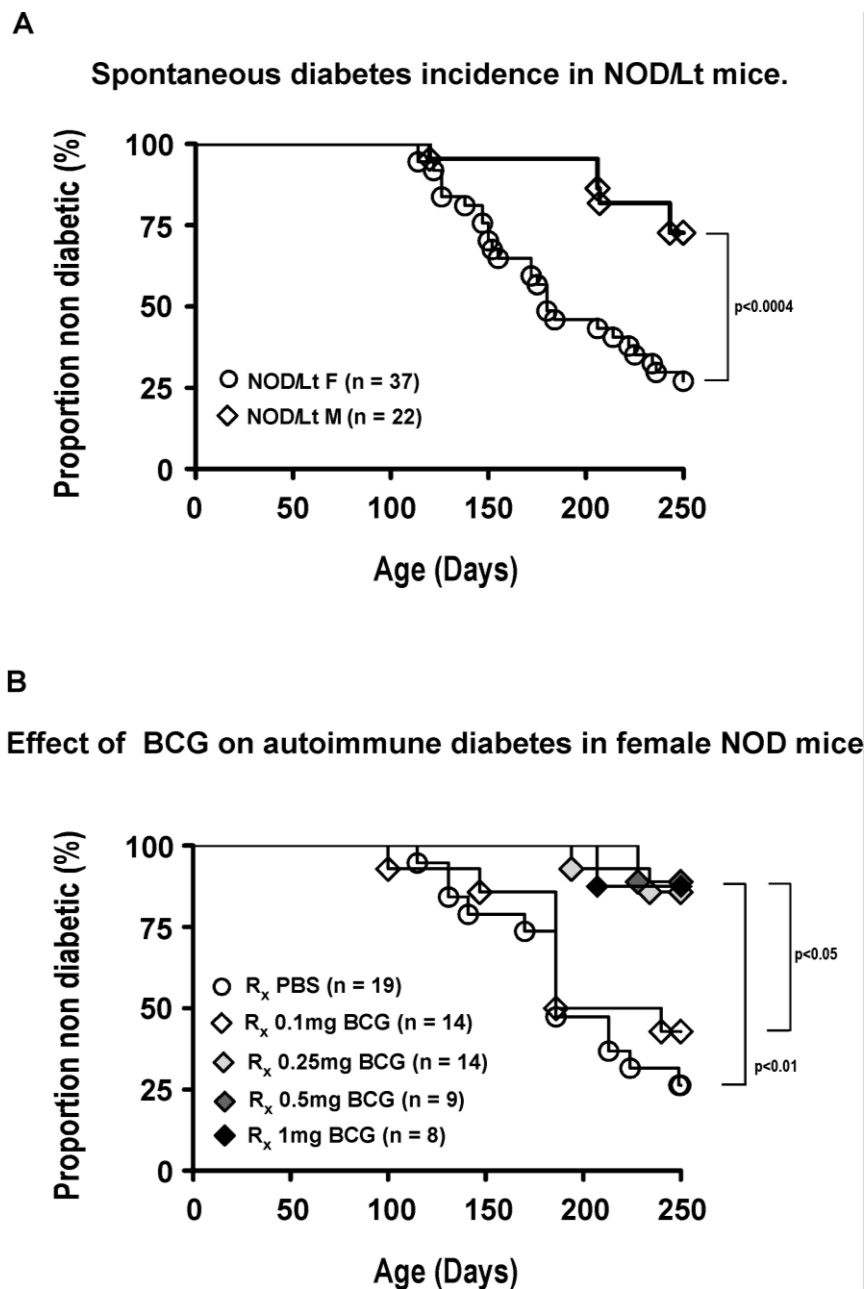 A
Spontaneous diabetes incidence in NOD/Lt mice.
Proportion non diabetic (%)
100
75
50
25
0
p<0.0004
NOD/Lt F (n = 37)
NOD/Lt M (n = 22)
0 50 100 150 200 250
Age (Days)
B
Effect of BCG on autoimmune diabetes in female NOD mice
Proportion non diabetic (%)
100
75
50
25
0
p<0.05
p<0.01
Rx PBS (n = 19)
Rx 0.1mg BCG (n = 14)
Rx 0.25mg BCG (n = 14)
Rx 0.5mg BCG (n = 9)
Rx 1mg BCG (n = 8)
0 50 100 150 200 250
Age (Days)